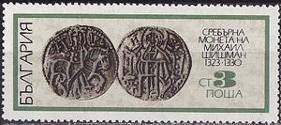 БЪЛГАРИЯ
СРЕБЪРНА
МОНЕТА НА
МИХАИЛ
ШИШМАН
(1323-1330)
3
СТ
ПОЩА